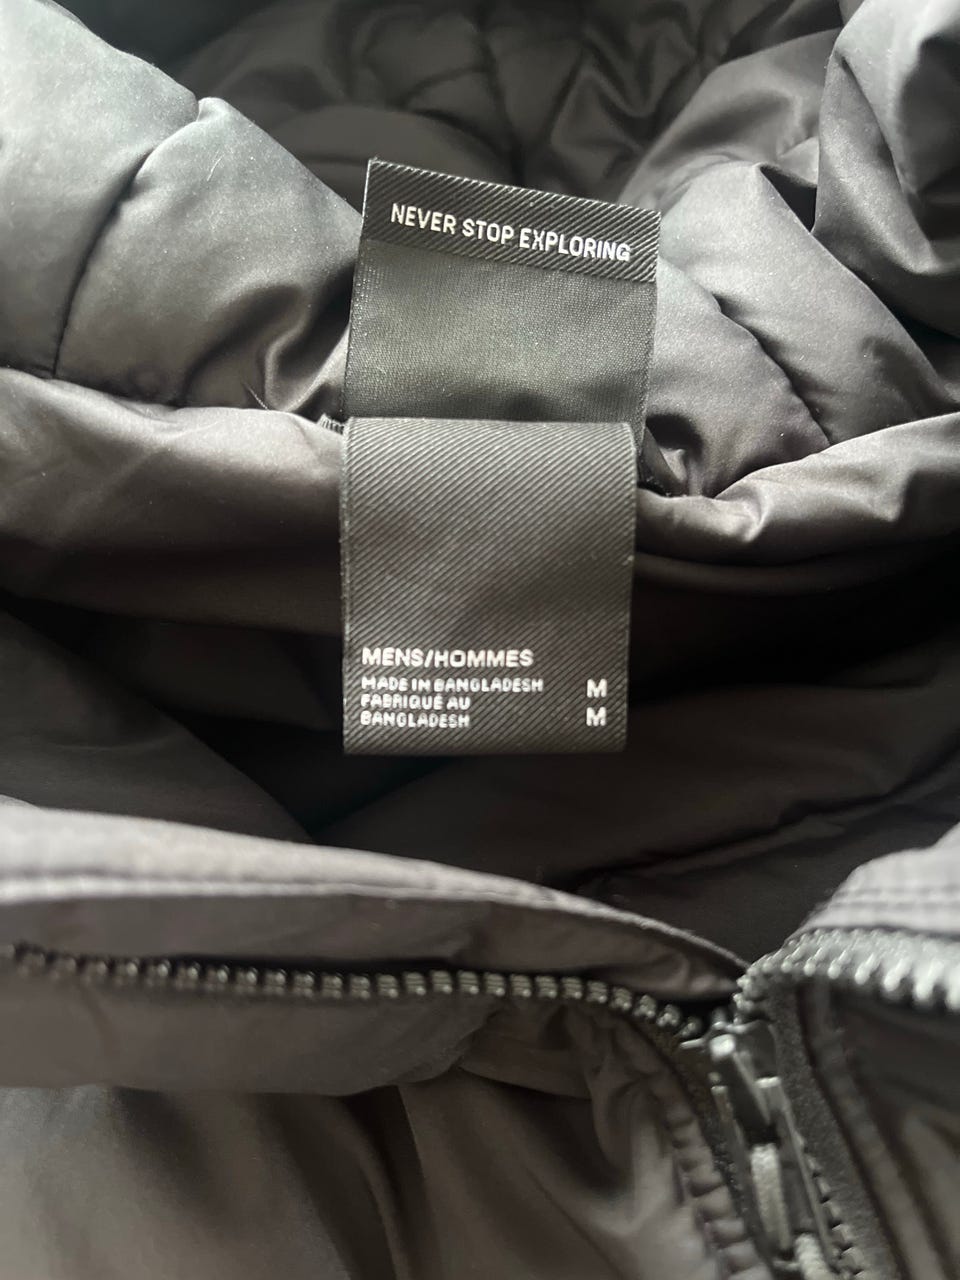 NEVER STOP EXPLORING
MENS/HOMMES
MADE IN BANGLADESH M
FABRIQUÉ AU
BANGLADESH M